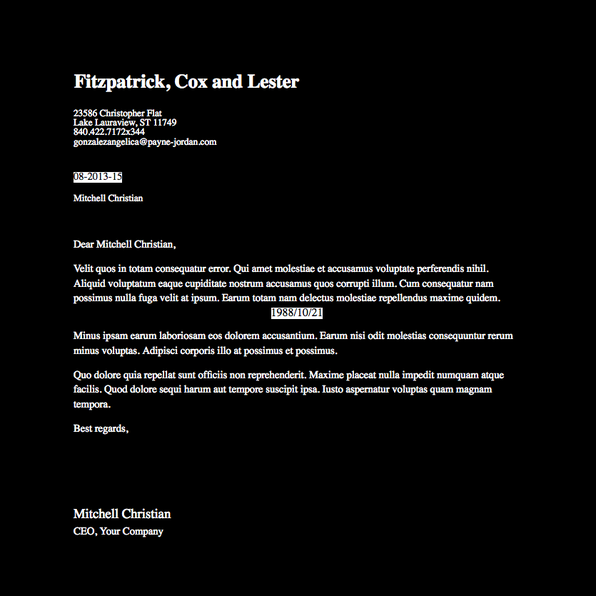 Fitzpatrick, Cox and Lester
23586 Christopher Flat
Lake Lauraview, ST 11749
840.422.7172x344
gonzalezangelica@payne-jordan.com
08-2013-15
Mitchell Christian
Dear Mitchell Christian,
Velit quos in totam consequatur error. Qui amet molestiae et accusamus voluptate perferendis nihil.
Aliquid voluptatum eaque cupiditate nostrum accusamus quos corrupti illum. Cum consequatur nam
possimus nulla fuga velit at ipsum. Earum totam nam delectus molestiae repellendus maxime quidem.
1988/10/21
Minus ipsam earum laboriosam eos dolorem accusantium. Earum nisi odit molestias consequuntur rerum
minus voluptas. Adipisci corporis illo at possimus et possimus.
Quo dolore quia repellat sunt officiis non reprehenderit. Maxime placeat nulla impedit numquam atque
facilis. Quod dolore sequi harum aut tempore suscipit ipsa. Iusto aspernatur voluptas quam magnam
tempora.
Best regards,
Mitchell Christian
CEO, Your Company